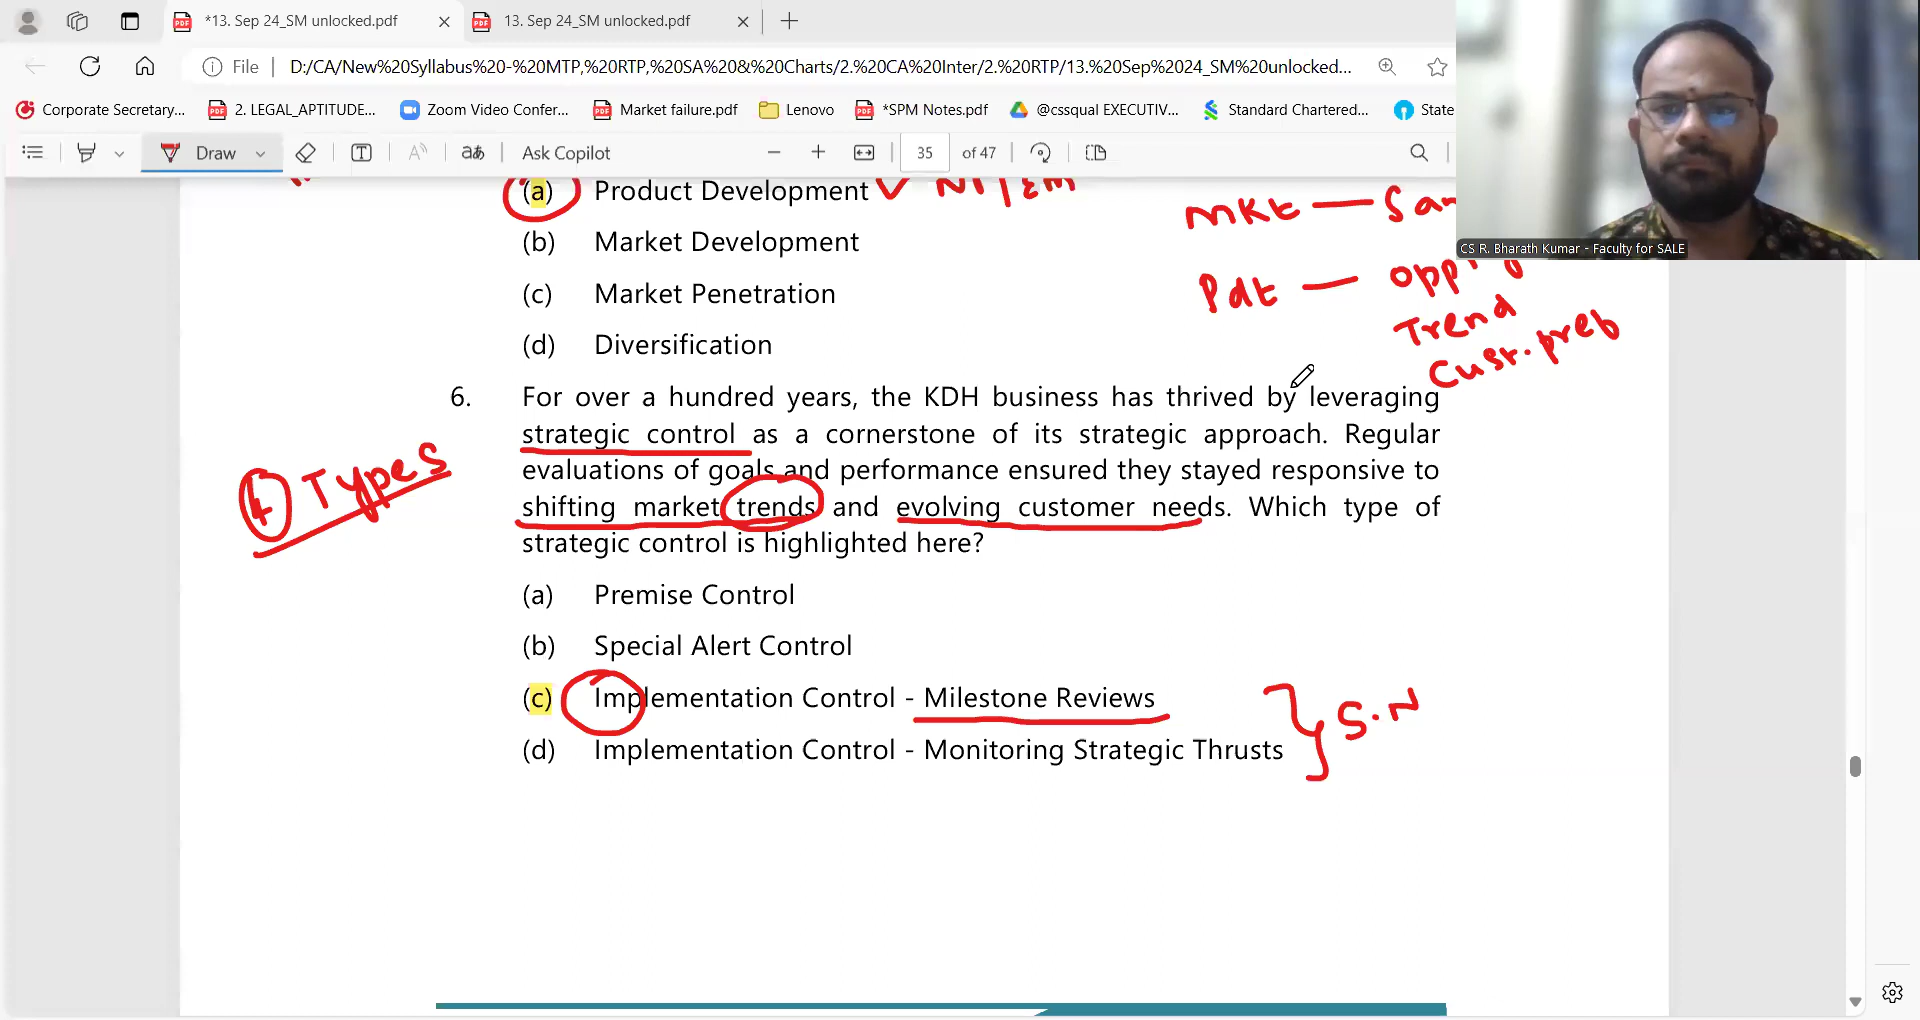 *13. Sep 24_SM unlocked.pdf
13. Sep 24_SM unlocked.pdf
File
D:/CA/New%20Syllabus%20-%20MTP,%20RTP,%20SA%20&%20Charts/2.%20CA%20Inter/2.%20RTP/13.%20Sep%2024_SM%20unlocked...
Corporate Secretary...
2. LEGAL_APTITUDE...
Zoom Video Confer...
Market failure.pdf
Lenovo
*SPM Notes.pdf
@cssqual EXECUTIV...
Standard Chartered...
State
Draw
Ask Copilot
35 of 47
CS R. Bharath Kumar - Faculty for SALE
(a) Product Development
(b) Market Development
(c) Market Penetration
(d) Diversification
MKt — Sam
Pdt —
Trend
Cust. pref
6. For over a hundred years, the KDH business has thrived by leveraging
strategic control as a cornerstone of its strategic approach. Regular
evaluations of goals and performance ensured they stayed responsive to
shifting market trends and evolving customer needs. Which type of
strategic control is highlighted here?
4 Types
(a) Premise Control
(b) Special Alert Control
(c) Implementation Control - Milestone Reviews
(d) Implementation Control - Monitoring Strategic Thrusts
S.N